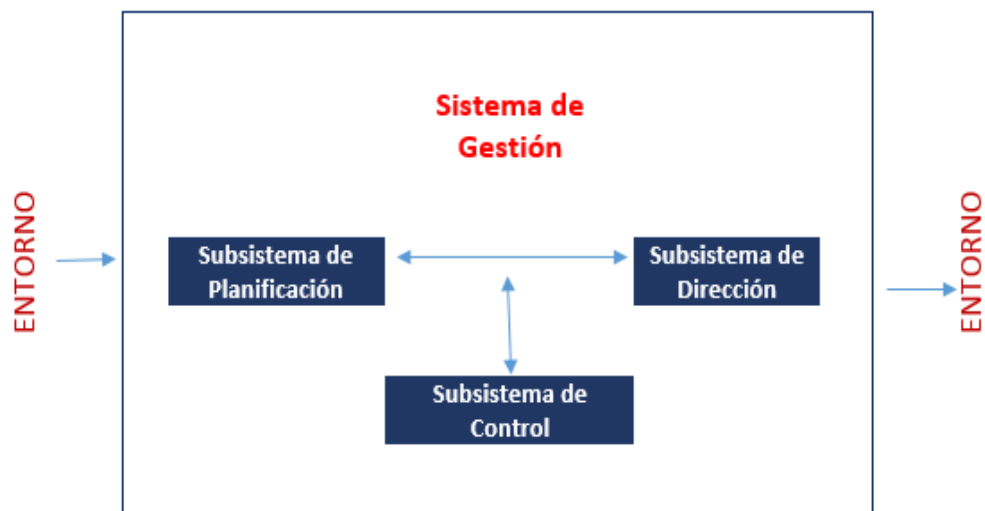 Sistema de
Gestión
ENTORNO
Subsistema de
Planificación
Subsistema de
Dirección
ENTORNO
Subsistema de
Control